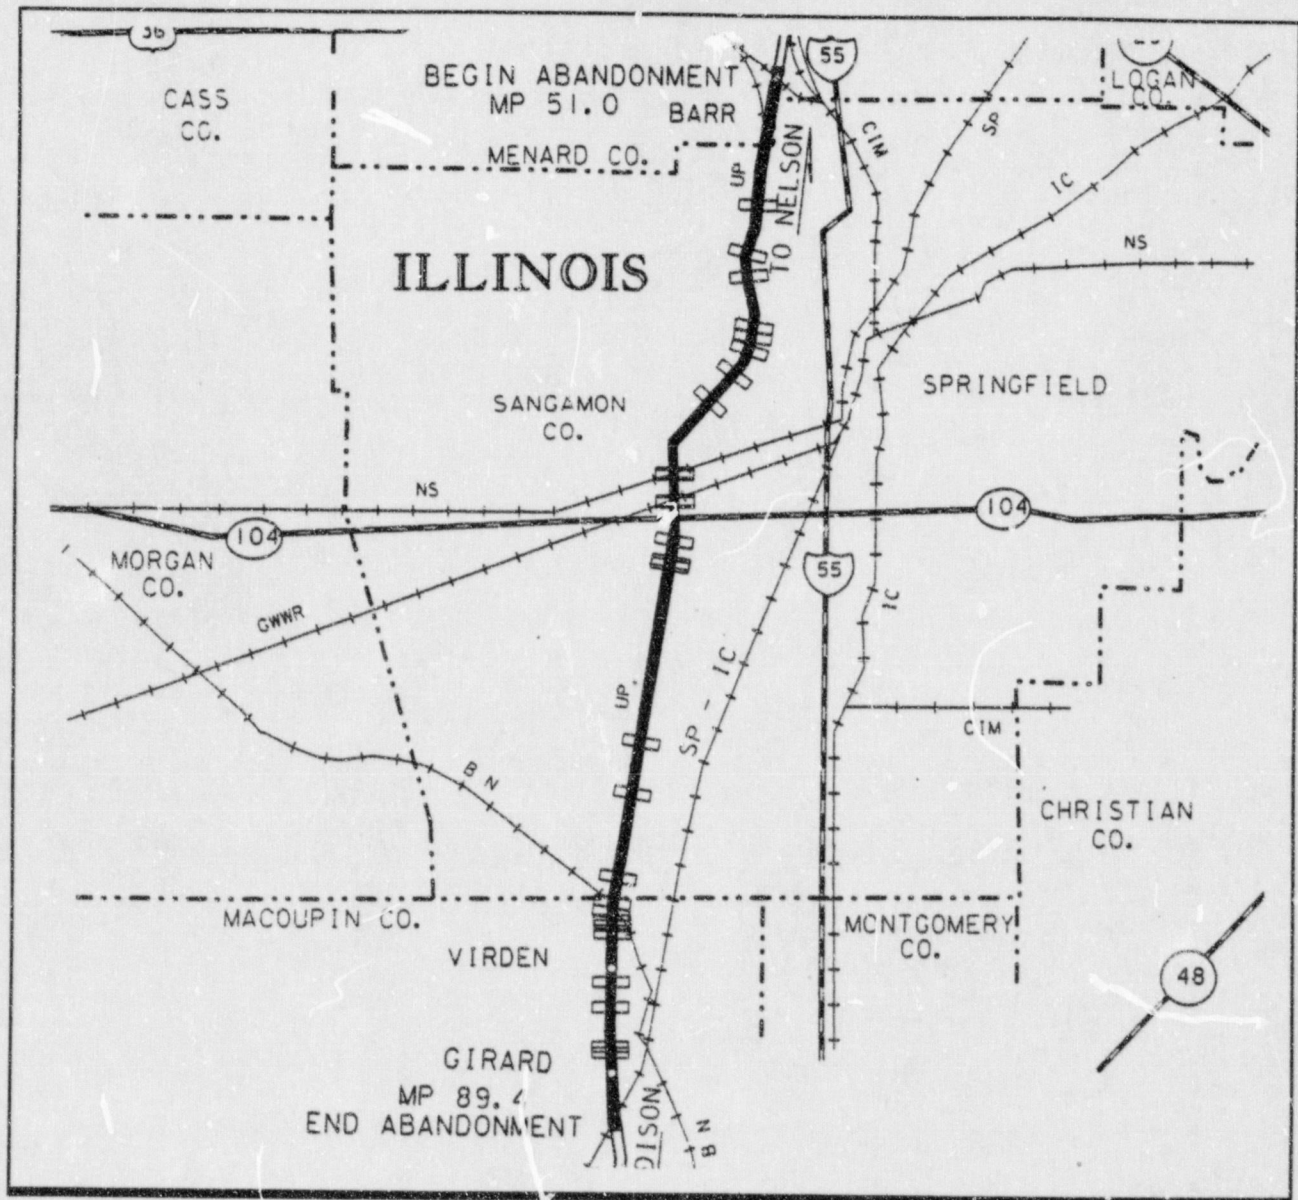 36
55
BEGIN ABANDONMENT
MP 51.0
BARR
CASS
CO.
LOGAN
CO.
MENARD CO.
UP
TO NELSON
CIM
SP
IC
NS
ILLINOIS
SANGAMON
CO.
SPRINGFIELD
NS
104
104
MORGAN
CO.
55
GWWR
IC
UP
SP - IC
CIM
BN
CHRISTIAN
CO.
MACOUPIN CO.
MONTGOMERY
CO.
VIRDEN
48
GIRARD
MP 89.
END ABANDONMENT
BN